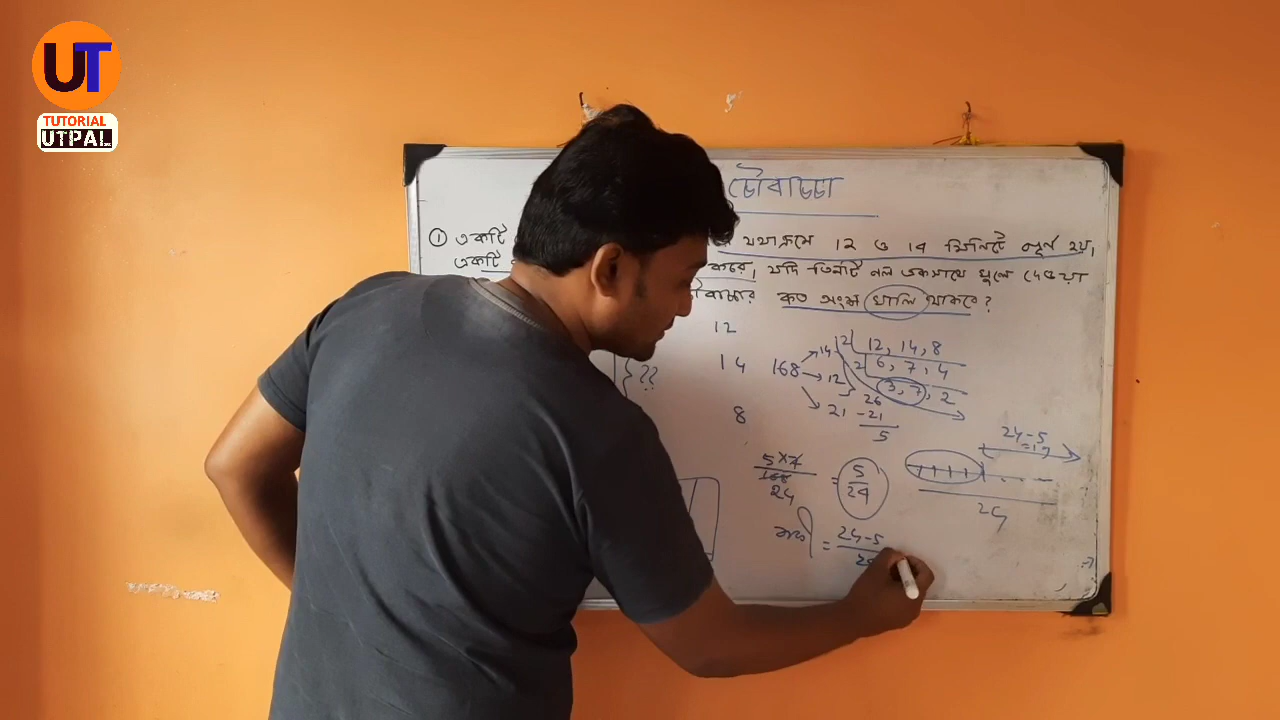 UT
TUTORIAL
UTPAL
চৌবাচ্চা
① একটি যথাক্রমে 12 ও 14 মিনিটে পূর্ণ হয়,
একটি করে, যদি তিনটি নল একসাথে খুলে দেওয়া
চৌবাচ্চার কত অংশ খালি থাকবে?
12
14
8
??
168
14
12
21
2 12, 14, 8
2 6, 7, 4
3, 7, 2
26
-21
5
5×7
168
24
= 5
24
24-5
=19
24
বাকী = 24-5
24